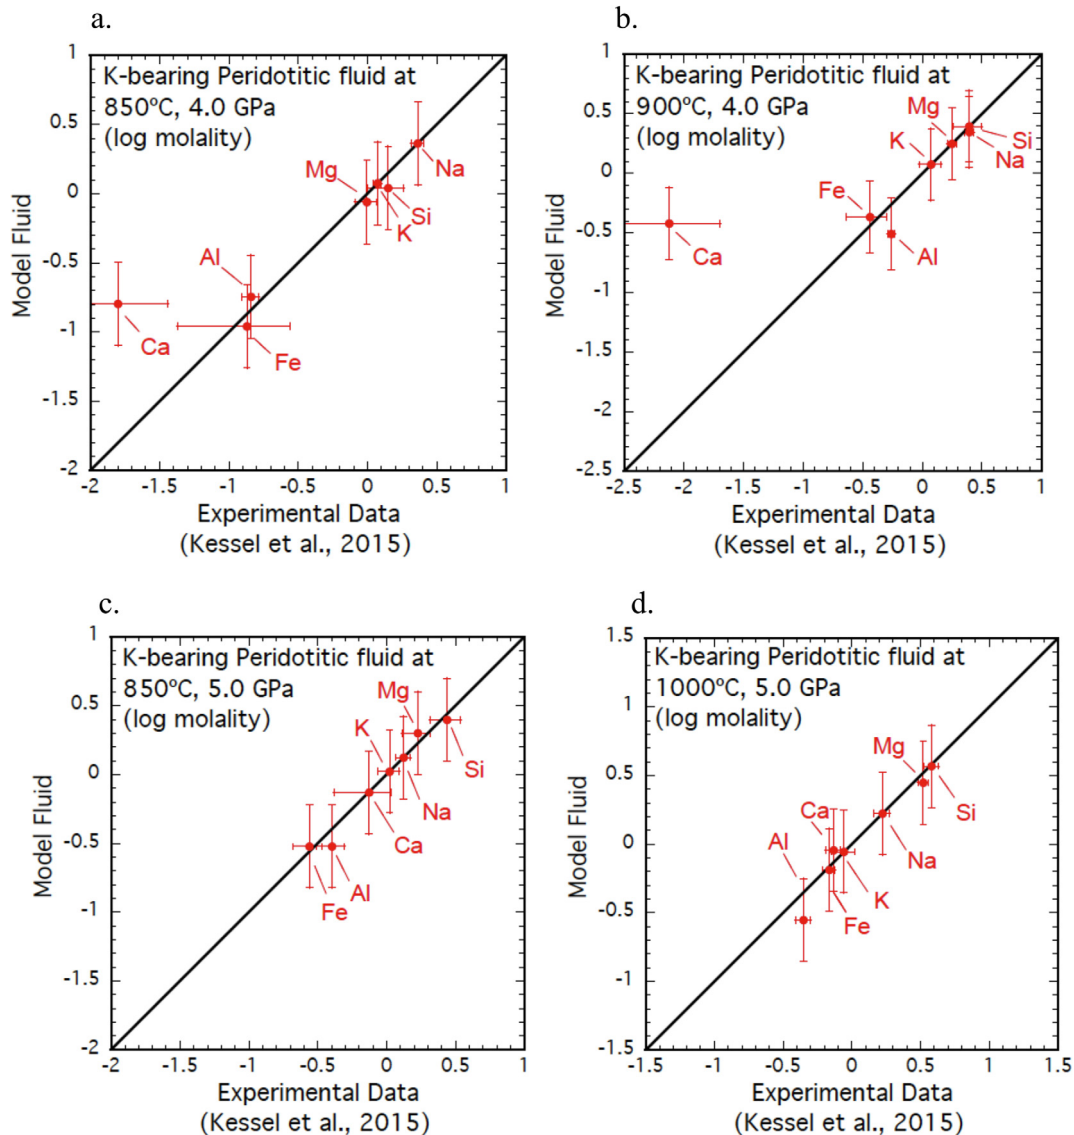 a.
K-bearing Peridotitic fluid at
850ºC, 4.0 GPa
(log molality)
Model Fluid
1
0.5
0
-0.5
-1
-1.5
-2
Mg
Na
Si
K
Al
Ca
Fe
-2 -1.5 -1 -0.5 0 0.5 1
Experimental Data
(Kessel et al., 2015)
b.
K-bearing Peridotitic fluid at
900ºC, 4.0 GPa
(log molality)
Model Fluid
1
0.5
0
-0.5
-1
-1.5
-2
-2.5
Mg
K
Si
Na
Fe
Ca
Al
-2.5 -2 -1.5 -1 -0.5 0 0.5 1
Experimental Data
(Kessel et al., 2015)
c.
K-bearing Peridotitic fluid at
850ºC, 5.0 GPa
(log molality)
Model Fluid
1
0.5
0
-0.5
-1
-1.5
-2
Mg
K
Si
Na
Ca
Al
Fe
-2 -1.5 -1 -0.5 0 0.5 1
Experimental Data
(Kessel et al., 2015)
d.
K-bearing Peridotitic fluid at
1000ºC, 5.0 GPa
(log molality)
Model Fluid
1.5
1
0.5
0
-0.5
-1
-1.5
Mg
Si
Ca
Al
Na
K
Fe
-1.5 -1 -0.5 0 0.5 1 1.5
Experimental Data
(Kessel et al., 2015)